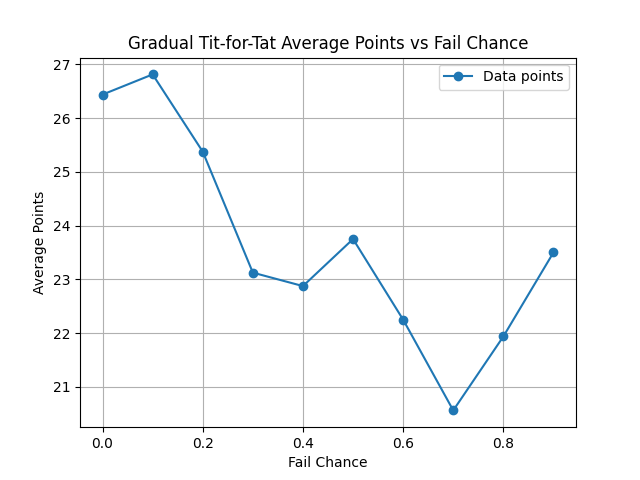 Gradual Tit-for-Tat Average Points vs Fail Chance
Data points
27
26
25
24
23
22
21
Average Points
0.0 0.2 0.4 0.6 0.8
Fail Chance